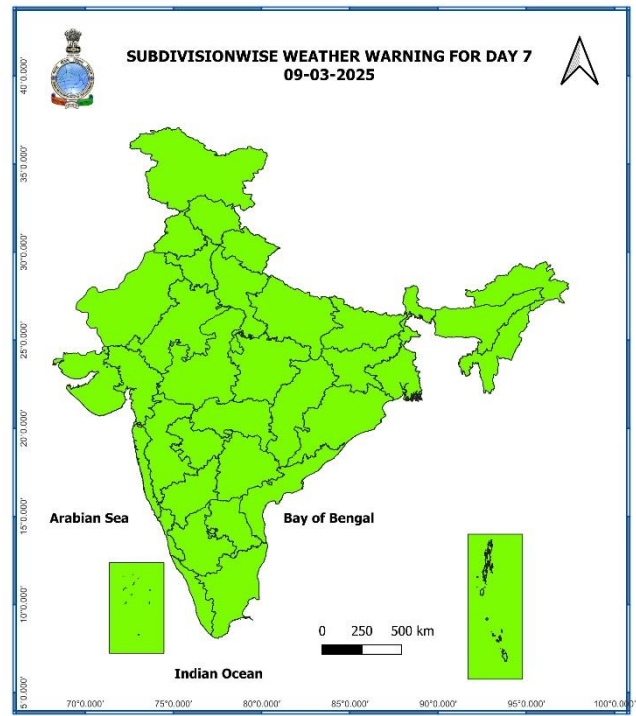 SUBDIVISIONWISE WEATHER WARNING FOR DAY 7
09-03-2025
40°0.000'
35°0.000'
30°0.000'
25°0.000'
20°0.000'
15°0.000'
10°0.000'
5°0.000'
Arabian Sea
Bay of Bengal
0 250 500 km
Indian Ocean
70°0.000' 75°0.000' 80°0.000' 85°0.000' 90°0.000' 95°0.000' 100°0.000'